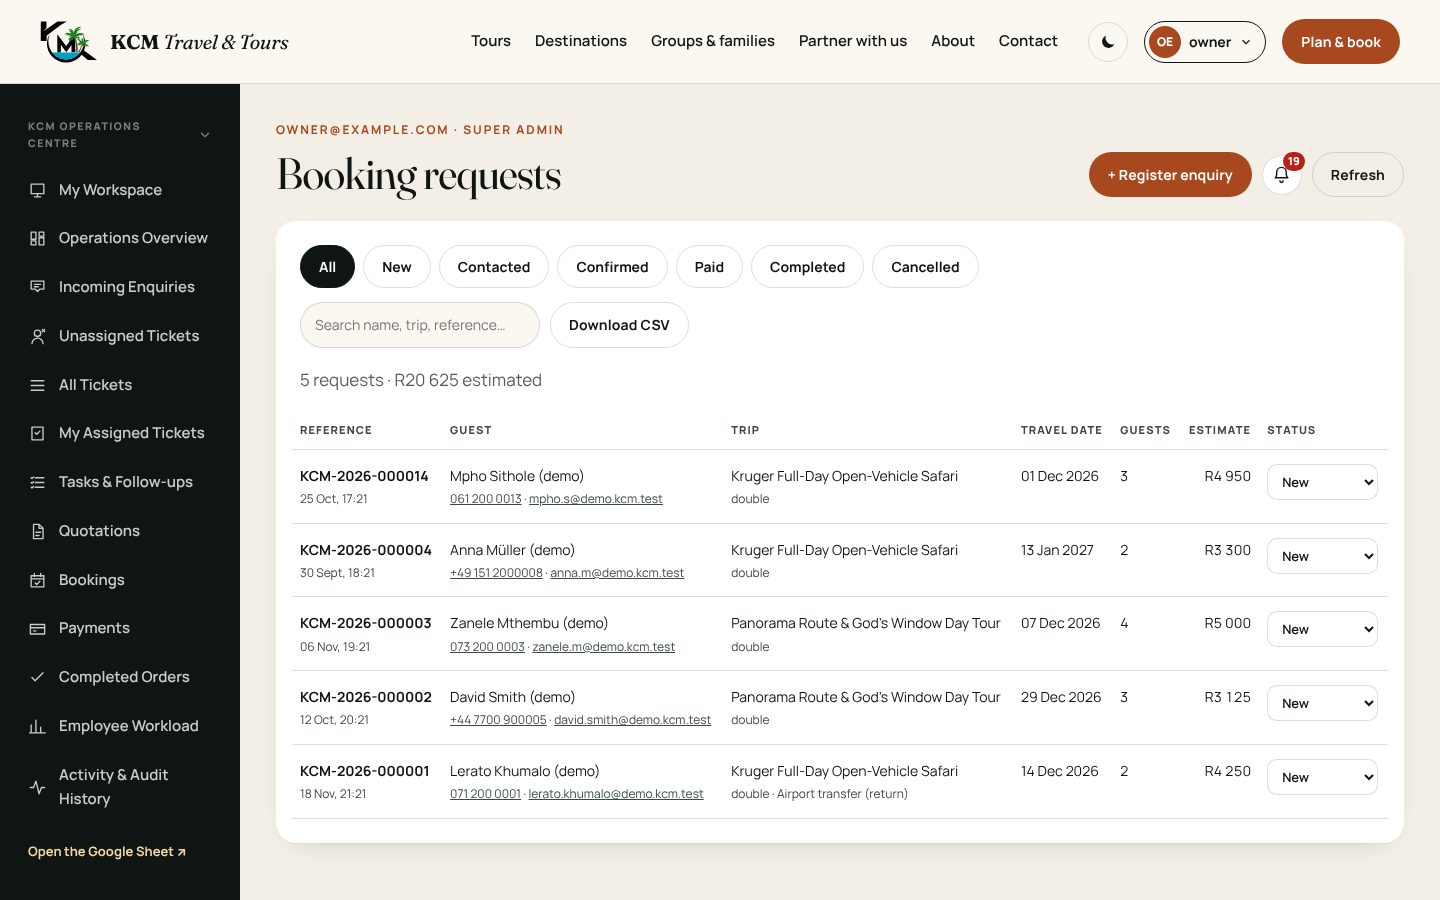 KCM Travel & Tours
Tours
Destinations
Groups & families
Partner with us
About
Contact
OE owner
Plan & book
KCM OPERATIONS
CENTRE
My Workspace
Operations Overview
Incoming Enquiries
Unassigned Tickets
All Tickets
My Assigned Tickets
Tasks & Follow-ups
Quotations
Bookings
Payments
Completed Orders
Employee Workload
Activity & Audit
History
Open the Google Sheet ↗
OWNER@EXAMPLE.COM · SUPER ADMIN
Booking requests
+ Register enquiry
19
Refresh
All
New
Contacted
Confirmed
Paid
Completed
Cancelled
Search name, trip, reference...
Download CSV
5 requests · R20 625 estimated
REFERENCE GUEST TRIP TRAVEL DATE GUESTS ESTIMATE STATUS
KCM-2026-000014 Mpho Sithole (demo) Kruger Full-Day Open-Vehicle Safari 01 Dec 2026 3 R4 950 New
25 Oct, 17:21 061 200 0013 · mpho.s@demo.kcm.test double
KCM-2026-000004 Anna Müller (demo) Kruger Full-Day Open-Vehicle Safari 13 Jan 2027 2 R3 300 New
30 Sept, 18:21 +49 151 2000008 · anna.m@demo.kcm.test double
KCM-2026-000003 Zanele Mthembu (demo) Panorama Route & God's Window Day Tour 07 Dec 2026 4 R5 000 New
06 Nov, 19:21 073 200 0003 · zanele.m@demo.kcm.test double
KCM-2026-000002 David Smith (demo) Panorama Route & God's Window Day Tour 29 Dec 2026 3 R3 125 New
12 Oct, 20:21 +44 7700 900005 · david.smith@demo.kcm.test double
KCM-2026-000001 Lerato Khumalo (demo) Kruger Full-Day Open-Vehicle Safari 14 Dec 2026 2 R4 250 New
18 Nov, 21:21 071 200 0001 · lerato.khumalo@demo.kcm.test double · Airport transfer (return)